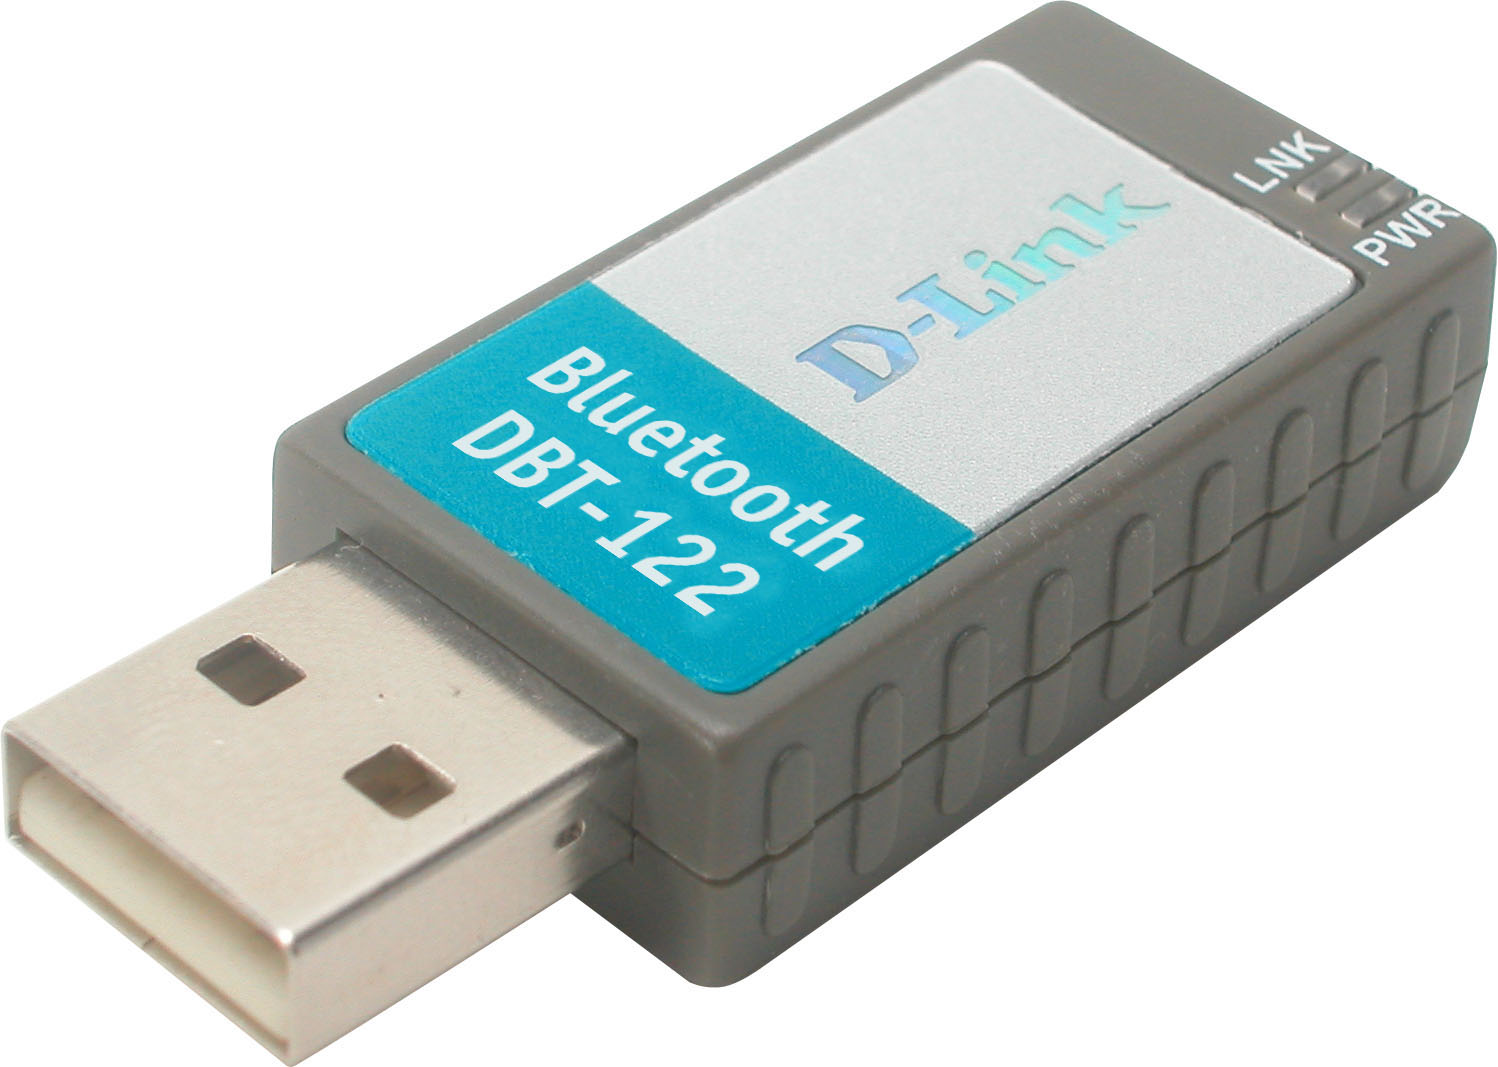 LNK
PWR
D-Link
Bluetooth
DBT-122